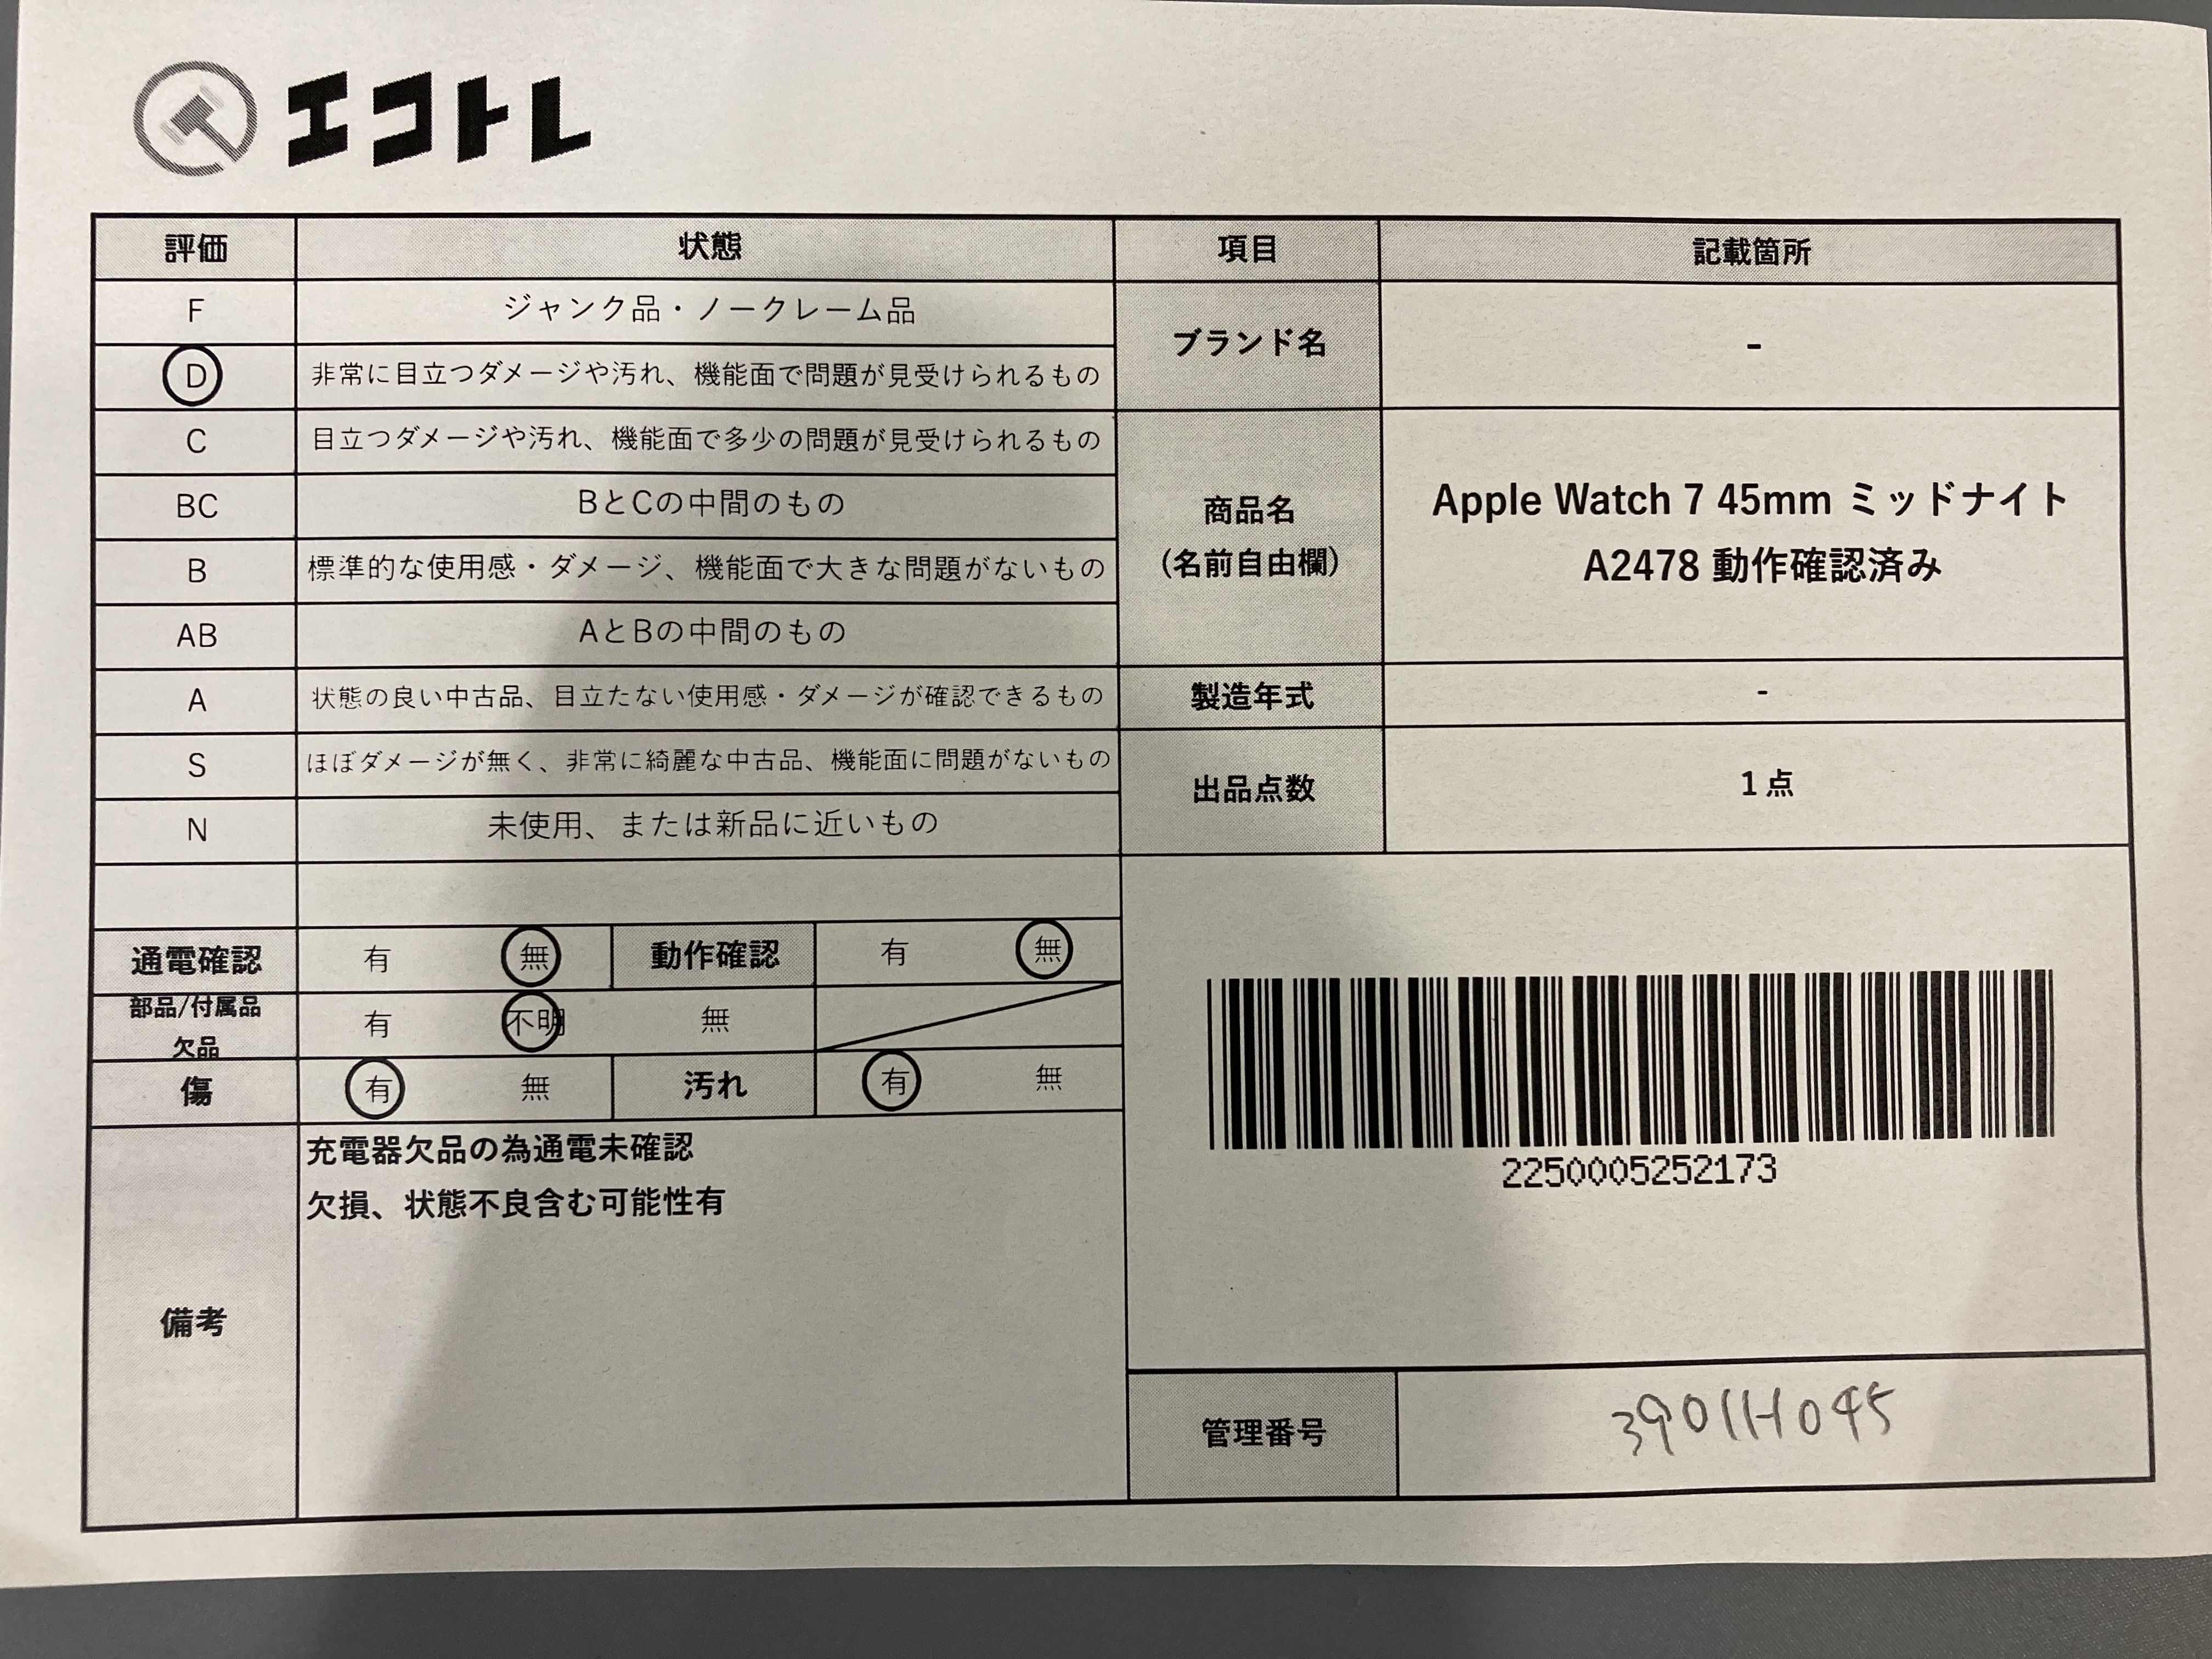 エコトレ
評価 状態 項目 記載箇所
F ジャンク品・ノークレーム品
ブランド名 -
D 非常に目立つダメージや汚れ、機能面で問題が見受けられるもの
C 目立つダメージや汚れ、機能面で多少の問題が見受けられるもの
BC BとCの中間のもの
商品名
(名前自由欄)
Apple Watch 7 45mm ミッドナイト
A2478 動作確認済み
B 標準的な使用感・ダメージ、機能面で大きな問題がないもの
AB AとBの中間のもの
A 状態の良い中古品、目立たない使用感・ダメージが確認できるもの
製造年式 -
S ほぼダメージが無く、非常に綺麗な中古品、機能面に問題がないもの
出品点数 1点
N 未使用、または新品に近いもの
通電確認 有 無 動作確認 有 無
部品/付属品
欠品
有 不明 無
傷 有 無 汚れ 有 無
備考
充電器欠品の為通電未確認
欠損、状態不良含む可能性有
2250005252173
管理番号 3901H045